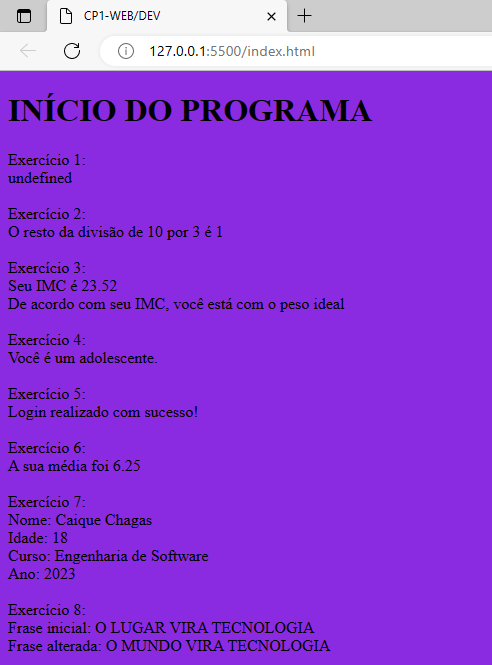 CP1-WEB/DEV
127.0.0.1:5500/index.html
INÍCIO DO PROGRAMA
Exercício 1:
undefined
Exercício 2:
O resto da divisão de 10 por 3 é 1
Exercício 3:
Seu IMC é 23.52
De acordo com seu IMC, você está com o peso ideal
Exercício 4:
Você é um adolescente.
Exercício 5:
Login realizado com sucesso!
Exercício 6:
A sua média foi 6.25
Exercício 7:
Nome: Caique Chagas
Idade: 18
Curso: Engenharia de Software
Ano: 2023
Exercício 8:
Frase inicial: O LUGAR VIRA TECNOLOGIA
Frase alterada: O MUNDO VIRA TECNOLOGIA